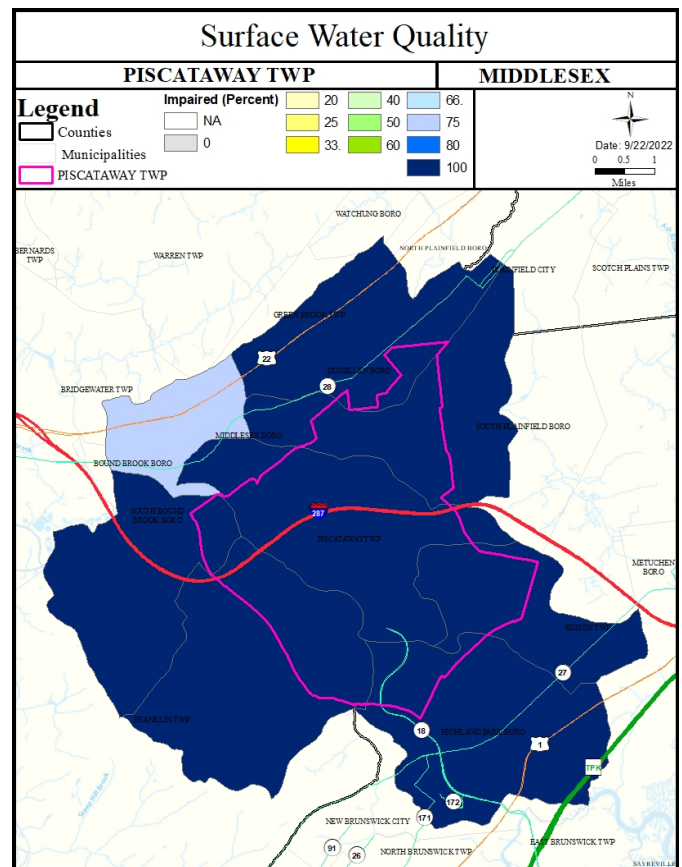 Surface Water Quality
PISCATAWAY TWP
MIDDLESEX
Legend
Counties
Municipalities
PISCATAWAY TWP
Impaired (Percent)
NA
0
20
25
33.
40
50
60
66.
75
80
100
N
Date: 9/22/2022
0 0.5 1
Miles
WATCHUNG BORO
BERNARDS
TWP
WARREN TWP
NORTH PLAINFIELD BORO
PLAINFIELD CITY
SCOTCH PLAINS TWP
GREEN BROOK TWP
22
DUNELLEN BORO
28
BRIDGEWATER TWP
SOUTH PLAINFIELD BORO
MIDDLESEX BORO
BOUND BROOK BORO
SOUTH BOUND
BROOK BORO
287
PISCATAWAY TWP
METUCHEN
BORO
EDISON TWP
27
FRANKLIN TWP
18
HIGHLAND PARK BORO
1
TPK
Steep Hill Brook
172
171
NEW BRUNSWICK CITY
91
26
NORTH BRUNSWICK TWP
EAST BRUNSWICK TWP
SAYREVILLE